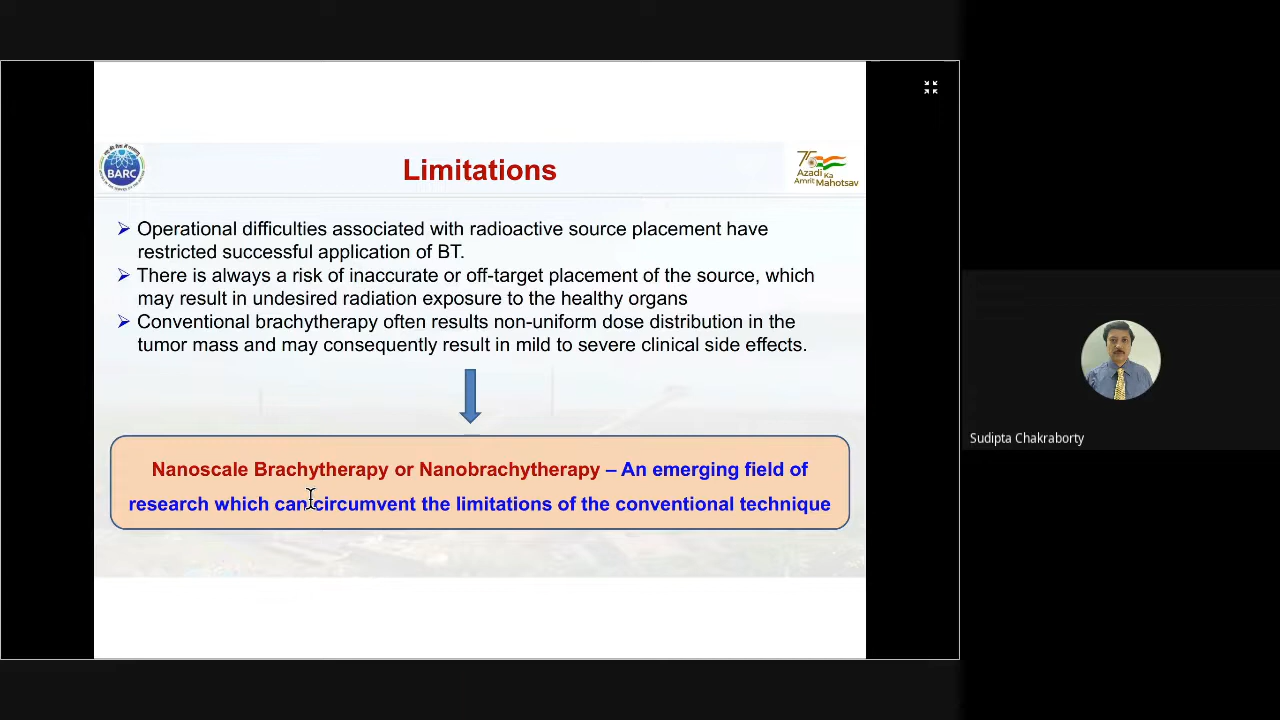 BARC
Limitations
75
Azadi
Ka
Amrit Mahotsav
➢ Operational difficulties associated with radioactive source placement have
restricted successful application of BT.
➢ There is always a risk of inaccurate or off-target placement of the source, which
may result in undesired radiation exposure to the healthy organs
➢ Conventional brachytherapy often results non-uniform dose distribution in the
tumor mass and may consequently result in mild to severe clinical side effects.
Nanoscale Brachytherapy or Nanobrachytherapy – An emerging field of
research which can circumvent the limitations of the conventional technique
Sudipta Chakraborty